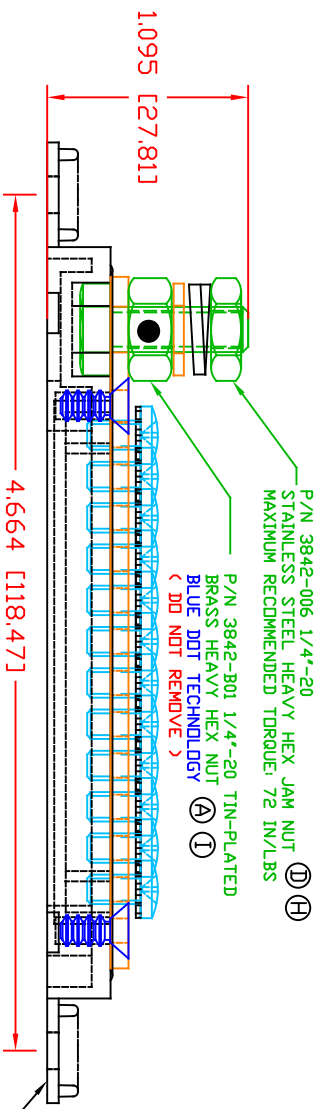 1.095 [27.81]
P/N 3842-006 1/4"-20
STAINLESS STEEL HEAVY HEX JAM NUT
MAXIMUM RECOMMENDED TORQUE: 72 IN/LBS
D H
P/N 3842-B01 1/4"-20 TIN-PLATED
BRASS HEAVY HEX NUT
BLUE DOT TECHNOLOGY
< DO NOT REMOVE >
A I
4.664 [118.47]